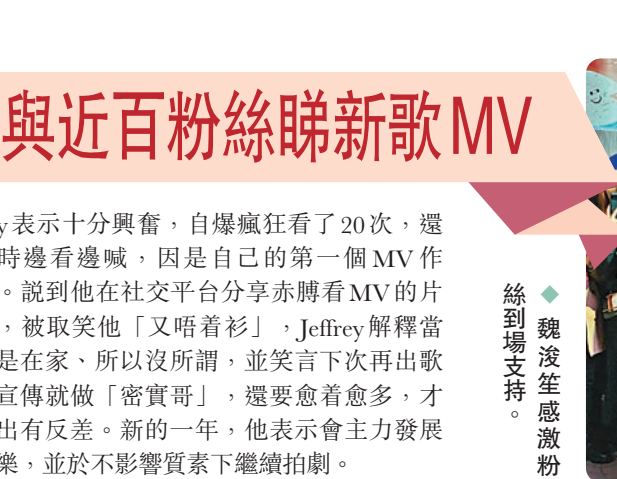 與近百粉絲睇新歌MV
y表示十分興奮，自爆瘋狂看了20次，還
時邊看邊喊，因是自己的第一個MV作
。説到他在社交平台分享赤膊看MV的片
，被取笑他「又唔着衫」，Jeffrey解釋當
是在家、所以沒所謂，並笑言下次再出歌
宣傳就做「密實哥」，還要愈着愈多，才
出有反差。新的一年，他表示會主力發展
樂，並於不影響質素下繼續拍劇。
◆魏浚笙感激粉
絲到場支持。